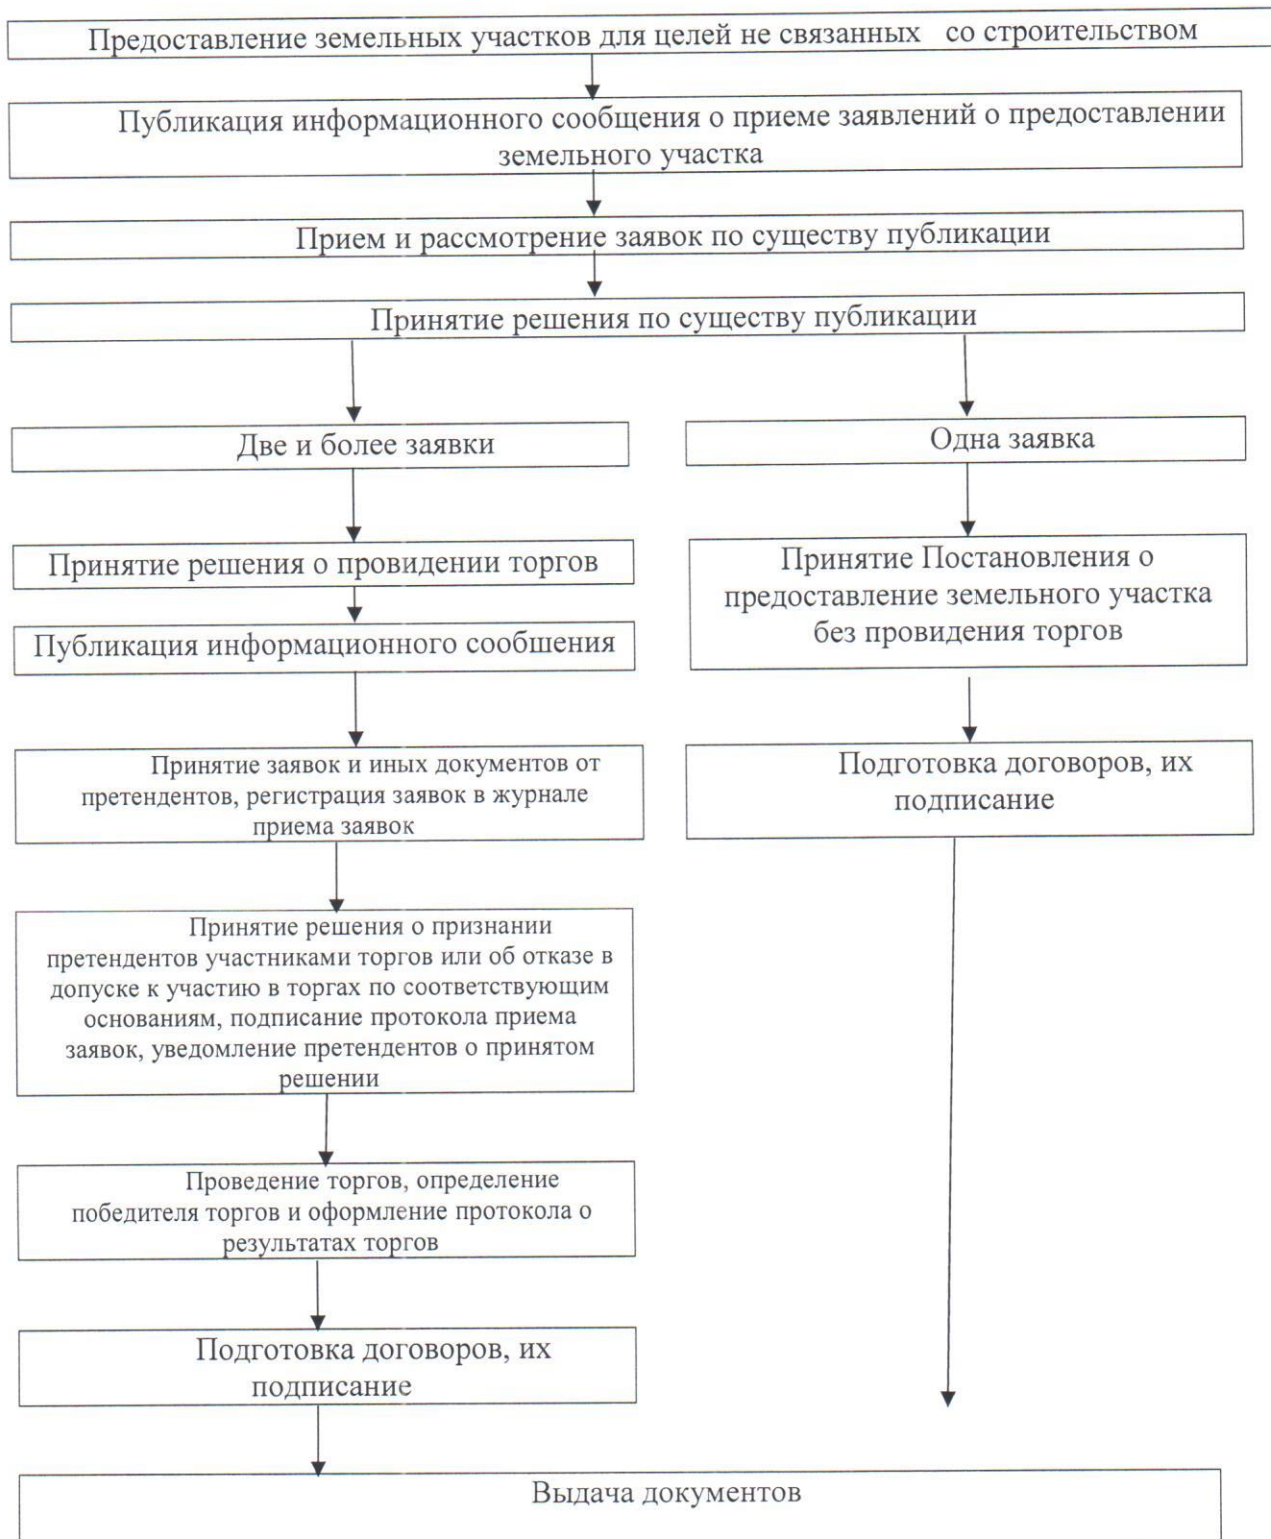 Предоставление земельных участков для целей не связанных со строительством
Публикация информационного сообщения о приеме заявлений о предоставлении
земельного участка
Прием и рассмотрение заявок по существу публикации
Принятие решения по существу публикации
Две и более заявки
Принятие решения о провидении торгов
Публикация информационного сообшения
Принятие заявок и иных документов от
претендентов, регистрация заявок в журнале
приема заявок
Принятие решения о признании
претендентов участниками торгов или об отказе в
допуске к участию в торгах по соответствующим
основаниям, подписание протокола приема
заявок, уведомление претендентов о принятом
решении
Проведение торгов, определение
победителя торгов и оформление протокола о
результатах торгов
Подготовка договоров, их
подписание
Одна заявка
Принятие Постановления о
предоставление земельного участка
без провидения торгов
Подготовка договоров, их
подписание
Выдача документов